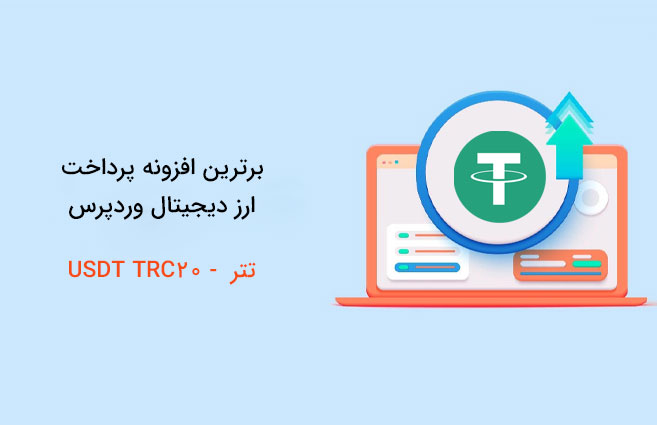 برترین افزونه پرداخت
ارز دیجیتال وردپرس
تتر - USDT TRC۲۰